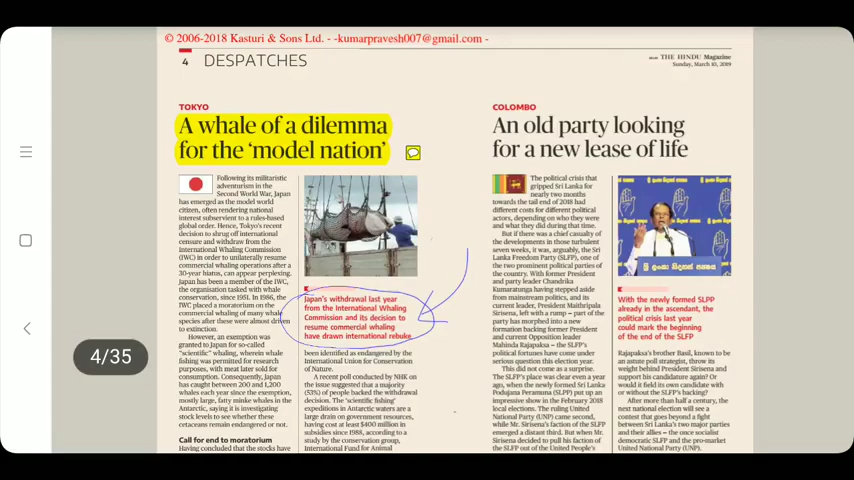 © 2006-2018 Kasturi & Sons Ltd. - -kumarpravesh007@gmail.com -
4 DESPATCHES
THE HINDU Magazine
Sunday, March 10, 2019
TOKYO
A whale of a dilemma
for the ‘model nation’
Following its militaristic
adventurism in the
Second World War, Japan
has emerged as the model world
citizen, often rendering national
interest subservient to a rules-based
global order. Hence, Tokyo's recent
decision to shrug off international
censure and withdraw from the
International Whaling Commission
(IWC) in order to unilaterally resume
commercial whaling operations after a
30-year hiatus, can appear perplexing.
Japan has been a member of the IWC,
the organisation tasked with whale
conservation, since 1951. In 1986, the
IWC placed a moratorium on the
commercial whaling of many whale
species after these were almost driven
to extinction.
However, an exemption was
granted to Japan for so-called
“scientific” whaling, wherein whale
fishing was permitted for research
purposes, with meat later sold for
consumption. Consequently, Japan
has caught between 200 and 1,200
whales each year since the exemption,
mostly large, fatty minke whales in the
Antarctic, saying it is investigating
stock levels to see whether these
cetaceans remain endangered or not.
Call for end to moratorium
Having concluded that the stocks have
Japan's withdrawal last year
from the International Whaling
Commission and its decision to
resume commercial whaling
have drawn international rebuke
been identified as endangered by the
International Union for Conservation
of Nature.
A recent poll conducted by NHK on
the issue suggested that a majority
(53%) of people backed the withdrawal
decision. The ‘scientific fishing’
expeditions in Antarctic waters are a
large drain on government resources,
having cost at least $400 million in
subsidies since 1988, according to a
study by the conservation group,
International Fund for Animal
COLOMBO
An old party looking
for a new lease of life
The political crisis that
gripped Sri Lanka for
nearly two months
towards the tail end of 2018 had
different costs for different political
actors, depending on who they were
and what they did during that time.
But if there was a chief casualty of
the developments in those turbulent
seven weeks, it was, arguably, the Sri
Lanka Freedom Party (SLFP), one of
the two prominent political parties of
the country. With former President
and party leader Chandrika
Kumaratunga having stepped aside
from mainstream politics, and its
current leader, President Maithripala
Sirisena, left with a rump – part of the
party has morphed into a new
formation backing former President
and current Opposition leader
Mahinda Rajapaksa – the SLFP's
political fortunes have come under
serious question this election year.
This did not come as a surprise.
The SLFP's place was clear even a year
ago, when the newly formed Sri Lanka
Podujana Peramuna (SLPP) put up an
impressive show in the February 2018
local elections. The ruling United
National Party (UNP) came second,
while Mr. Sirisena's faction of the SLFP
emerged a distant third. But when Mr.
Sirisena decided to pull his faction of
the SLFP out of the United People's
With the newly formed SLPP
already in the ascendant, the
political crisis last year
could mark the beginning
of the end of the SLFP
Rajapaksa's brother Basil, known to be
an astute poll strategist, throw its
weight behind President Sirisena and
support his candidature again? Or
would it field its own candidate with
or without the SLFP's backing?
After more than half a century, the
next national election will see a
contest that goes beyond a fight
between Sri Lanka's two major parties
and their allies – the once socialist
democratic SLFP and the pro-market
United National Party (UNP).
4/35